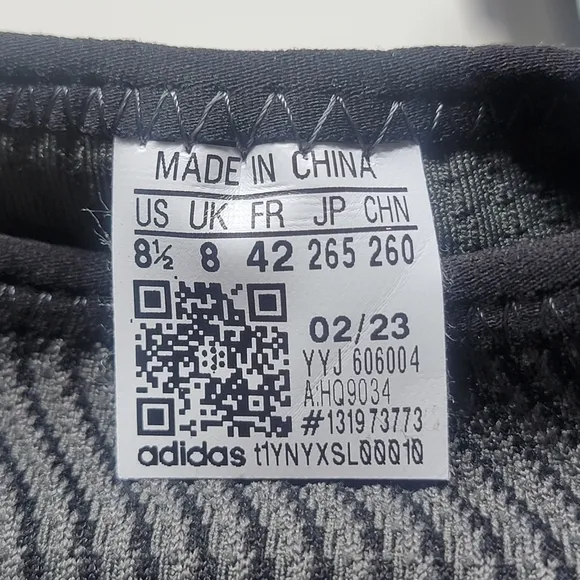 MADE IN CHINA
US UK FR JP CHN
8½ 8 42 265 260
02/23
YYJ 606004
A:HQ9034
#131973773
adidas t1YNYXSL00010